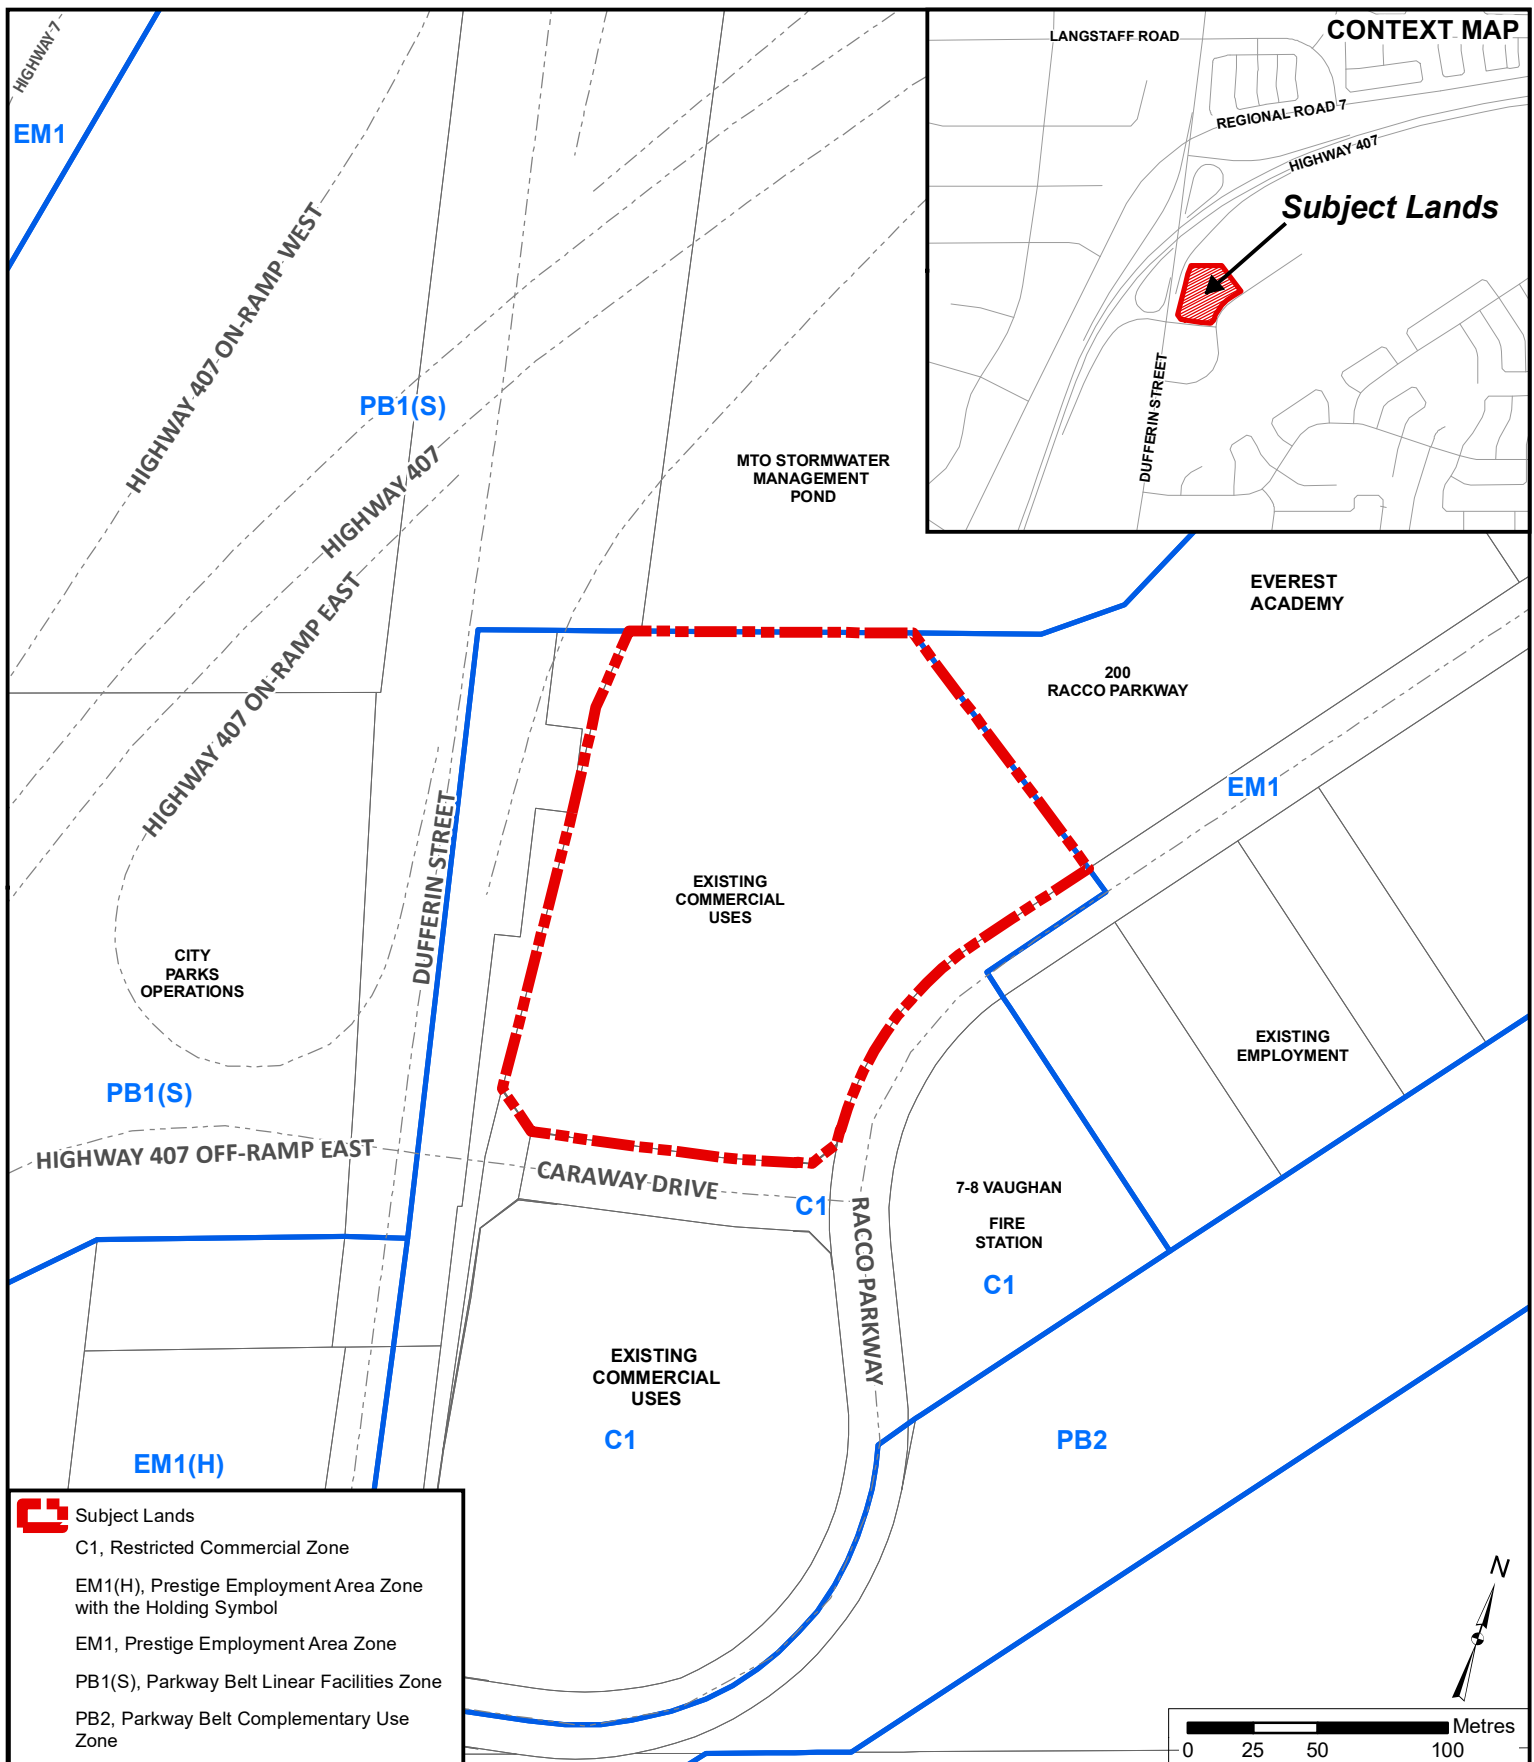 HIGHWAY 7
CONTEXT MAP
LANGSTAFF ROAD
REGIONAL ROAD 7
HIGHWAY 407
Subject Lands
DUFFERIN STREET
EM1
HIGHWAY 407 ON-RAMP WEST
PB1(S)
HIGHWAY 407
MTO STORMWATER
MANAGEMENT
POND
EVEREST
ACADEMY
HIGHWAY 407 ON-RAMP EAST
200
RACCO PARKWAY
EM1
DUFFERIN STREET
EXISTING
COMMERCIAL
USES
CITY
PARKS
OPERATIONS
EXISTING
EMPLOYMENT
PB1(S)
HIGHWAY 407 OFF-RAMP EAST
CARAWAY DRIVE
C1
RACCO PARKWAY
7-8 VAUGHAN
FIRE
STATION
C1
EXISTING
COMMERCIAL
USES
C1
PB2
EM1(H)
Subject Lands
C1, Restricted Commercial Zone
EM1(H), Prestige Employment Area Zone
with the Holding Symbol
EM1, Prestige Employment Area Zone
PB1(S), Parkway Belt Linear Facilities Zone
PB2, Parkway Belt Complementary Use
Zone
N
Metres
0 25 50 100